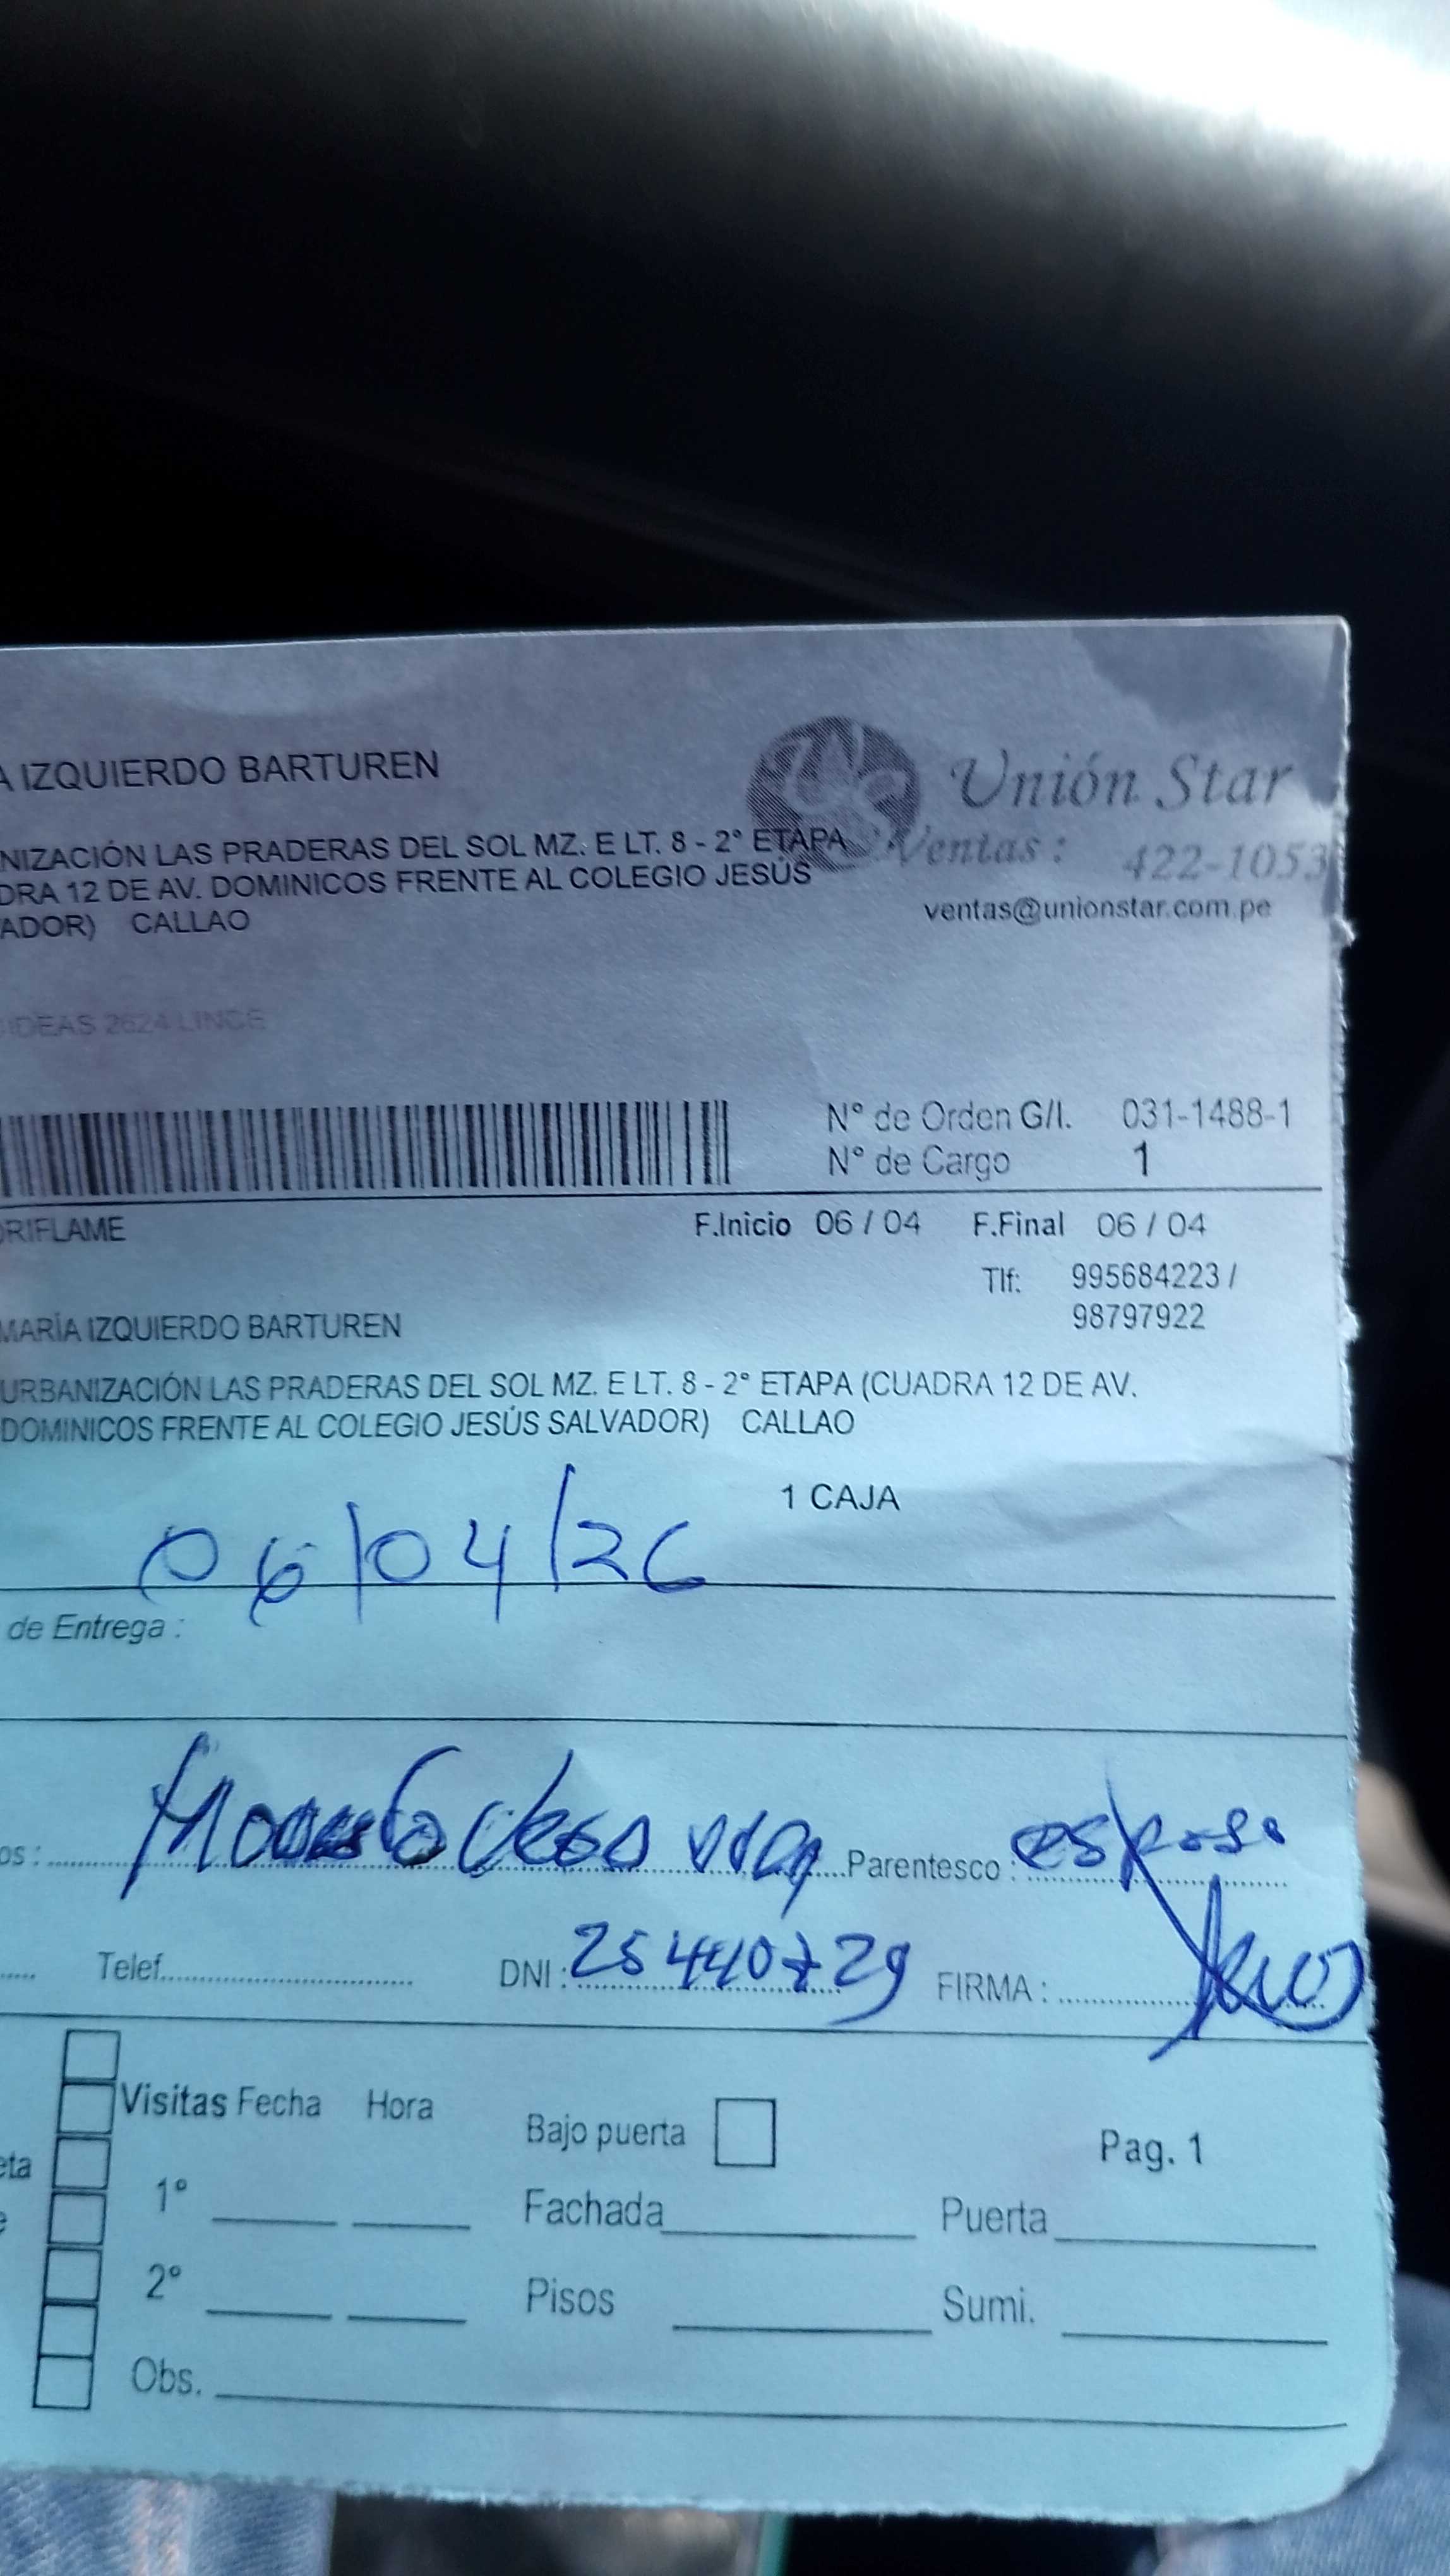 A IZQUIERDO BARTUREN
Unión Star
NIZACIÓN LAS PRADERAS DEL SOL MZ. E LT. 8 - 2° ETAPA
Ventas : 422-1053
DRA 12 DE AV. DOMINICOS FRENTE AL COLEGIO JESÚS
ventas@unionstar.com.pe
ADOR) CALLAO
IDEAS 2624 LINCE
N° de Orden G/I. 031-1488-1
N° de Cargo 1
ORIFLAME F.Inicio 06 / 04 F.Final 06 / 04
Tlf: 995684223 /
98797922
MARÍA IZQUIERDO BARTUREN
URBANIZACIÓN LAS PRADERAS DEL SOL MZ. E LT. 8 - 2° ETAPA (CUADRA 12 DE AV.
DOMINICOS FRENTE AL COLEGIO JESÚS SALVADOR) CALLAO
1 CAJA
06/04/26
de Entrega :
os : Parentesco : esposo
Telef. DNI : 25440729 FIRMA :
Visitas Fecha Hora
Bajo puerta
Pag. 1
eta
1°
Fachada Puerta
e
2°
Pisos Sumi.
Obs.